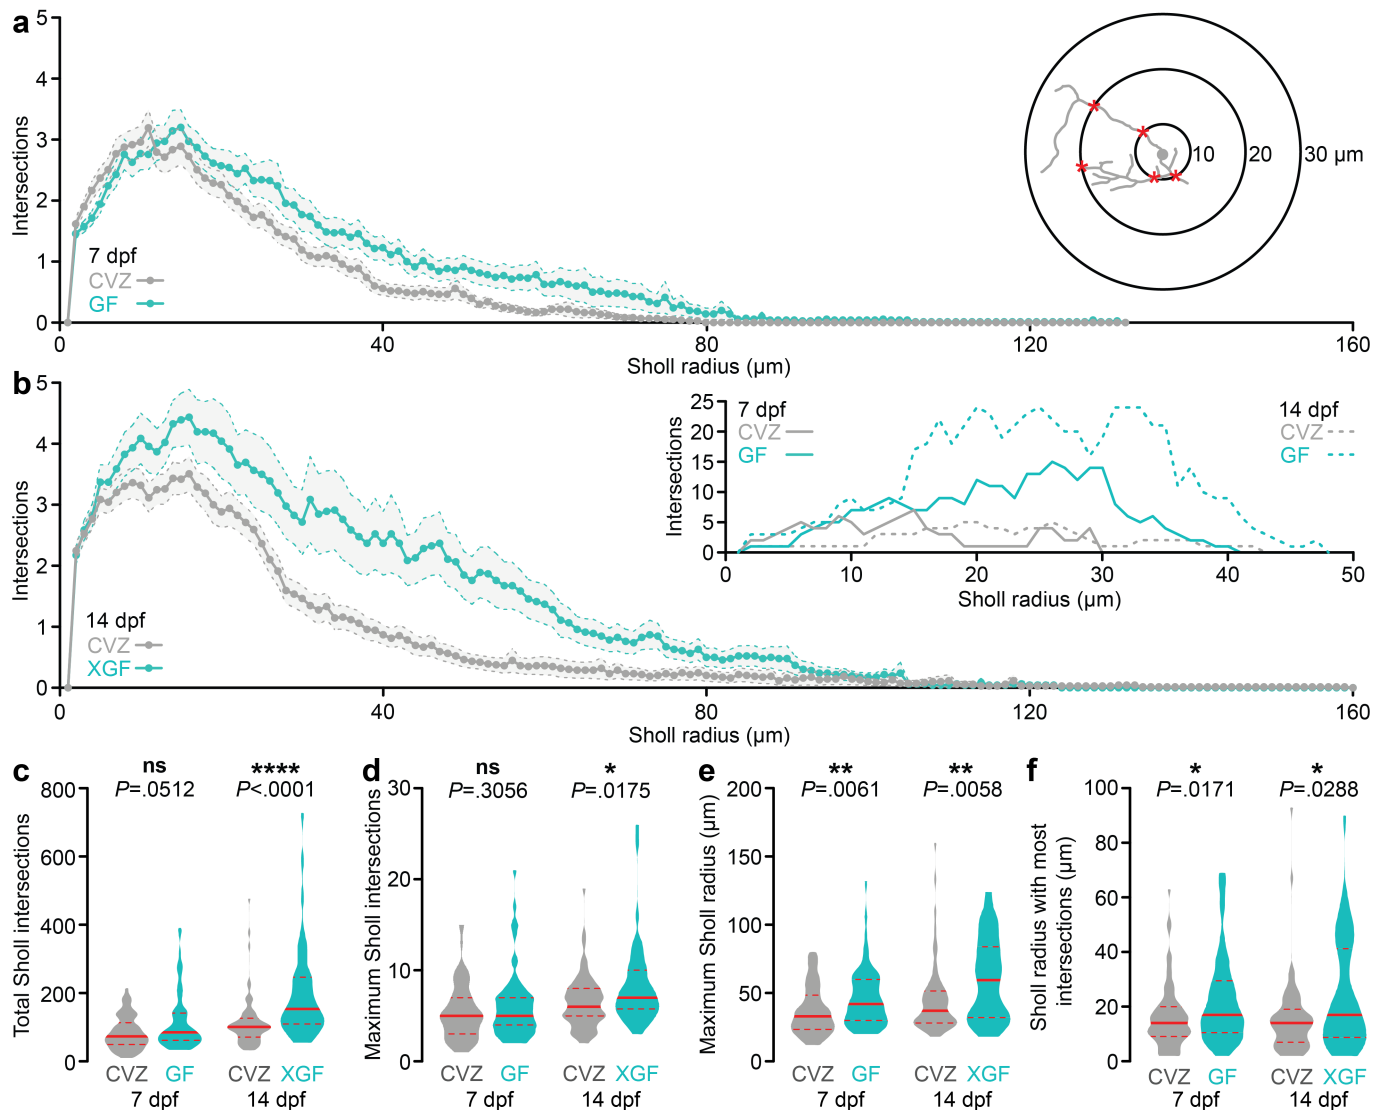 a
5
4
3
2
1
0
Intersections
7 dpf
CVZ
GF
0 40 80 120 160
Sholl radius (µm)
10 20 30 µm
b
5
4
3
2
1
0
Intersections
14 dpf
CVZ
XGF
0 40 80 120 160
Sholl radius (µm)
25
20
15
10
5
0
Intersections
7 dpf
CVZ
GF
14 dpf
CVZ
GF
0 10 20 30 40 50
Sholl radius (µm)
c
ns ****
P=.0512 P<.0001
800
600
400
200
0
Total Sholl intersections
CVZ GF CVZ XGF
7 dpf 14 dpf
d
ns *
P=.3056 P=.0175
30
20
10
0
Maximum Sholl intersections
CVZ GF CVZ XGF
7 dpf 14 dpf
e
** **
P=.0061 P=.0058
200
150
100
50
0
Maximum Sholl radius (µm)
CVZ GF CVZ XGF
7 dpf 14 dpf
f
* *
P=.0171 P=.0288
100
80
60
40
20
0
Sholl radius with most
intersections (µm)
CVZ GF CVZ XGF
7 dpf 14 dpf